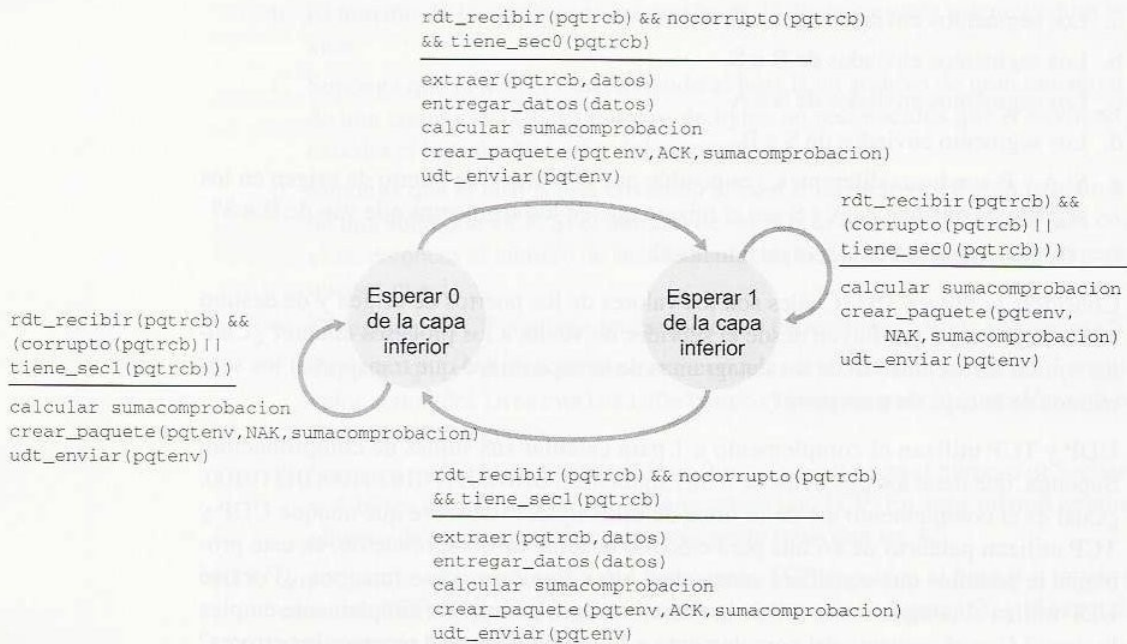 rdt_recibir(pqtrcb) && nocorrupto(pqtrcb)
&& tiene_sec0(pqtrcb)
extraer(pqtrcb,datos)
entregar_datos(datos)
calcular sumacomprobacion
crear_paquete(pqtenv,ACK,sumacomprobacion)
udt_enviar(pqtenv)
rdt_recibir(pqtrcb) &&
(corrupto(pqtrcb)||
tiene_sec0(pqtrcb)))
calcular sumacomprobacion
crear_paquete(pqtenv,
NAK,sumacomprobacion)
udt_enviar(pqtenv)
Esperar 0
de la capa
inferior
Esperar 1
de la capa
inferior
rdt_recibir(pqtrcb) &&
(corrupto(pqtrcb)||
tiene_sec1(pqtrcb)))
calcular sumacomprobacion
crear_paquete(pqtenv,NAK,sumacomprobacion)
udt_enviar(pqtenv)
rdt_recibir(pqtrcb) && nocorrupto(pqtrcb)
&& tiene_sec1(pqtrcb)
extraer(pqtrcb,datos)
entregar_datos(datos)
calcular sumacomprobacion
crear_paquete(pqtenv,ACK,sumacomprobacion)
udt_enviar(pqtenv)